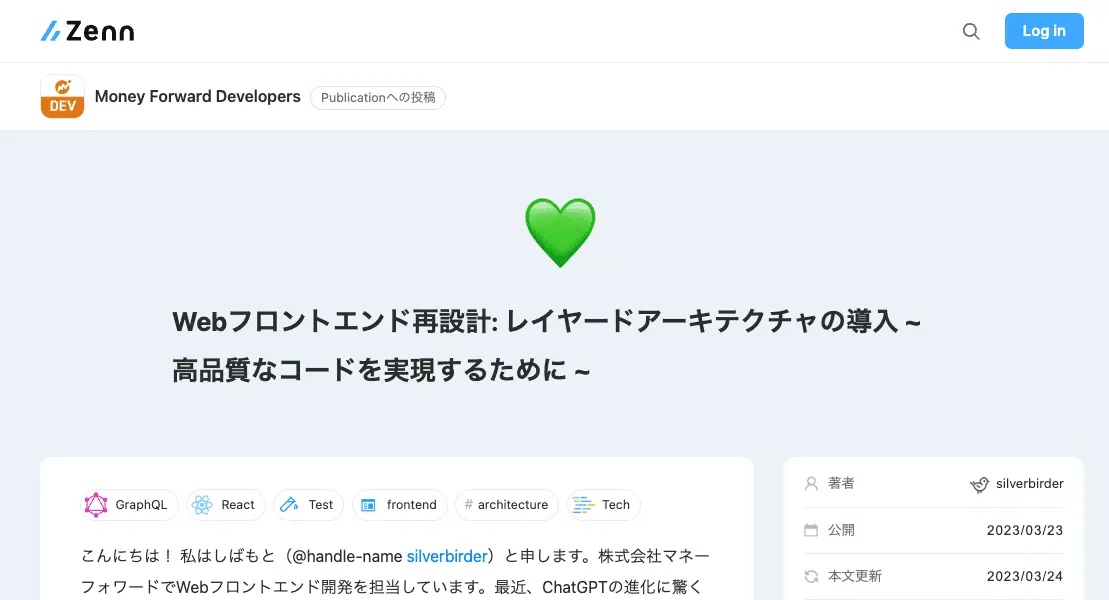 Zenn
Log in
DEV
Money Forward Developers
Publicationへの投稿
Webフロントエンド再設計: レイヤードアーキテクチャの導入 ~
高品質なコードを実現するために ~
GraphQL
React
Test
frontend
# architecture
Tech
こんにちは！ 私はしばもと（@handle-name silverbirder）と申します。株式会社マネー
フォワードでWebフロントエンド開発を担当しています。最近、ChatGPTの進化に驚く
著者
silverbirder
公開
2023/03/23
本文更新
2023/03/24